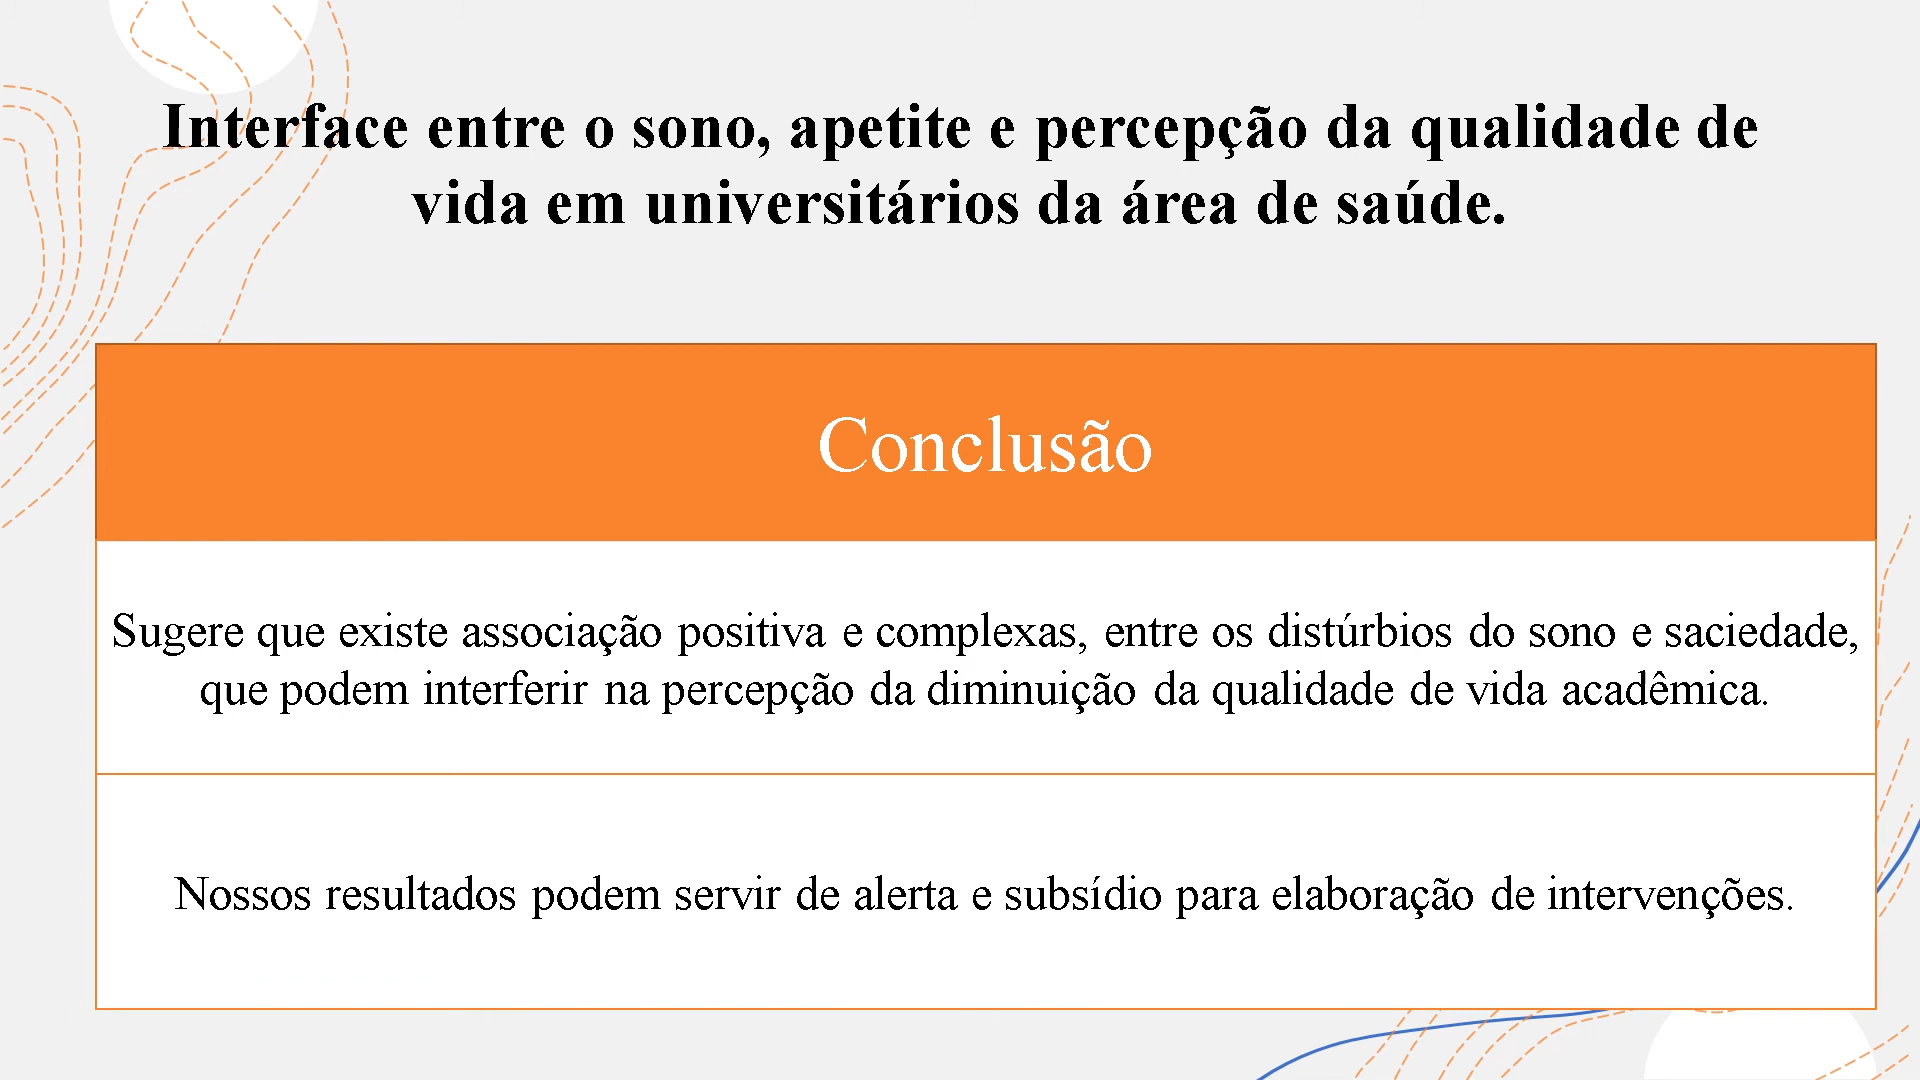 Interface entre o sono, apetite e percepção da qualidade de
vida em universitários da área de saúde.
Conclusão
Sugere que existe associação positiva e complexas, entre os distúrbios do sono e saciedade,
que podem interferir na percepção da diminuição da qualidade de vida acadêmica.
Nossos resultados podem servir de alerta e subsídio para elaboração de intervenções.